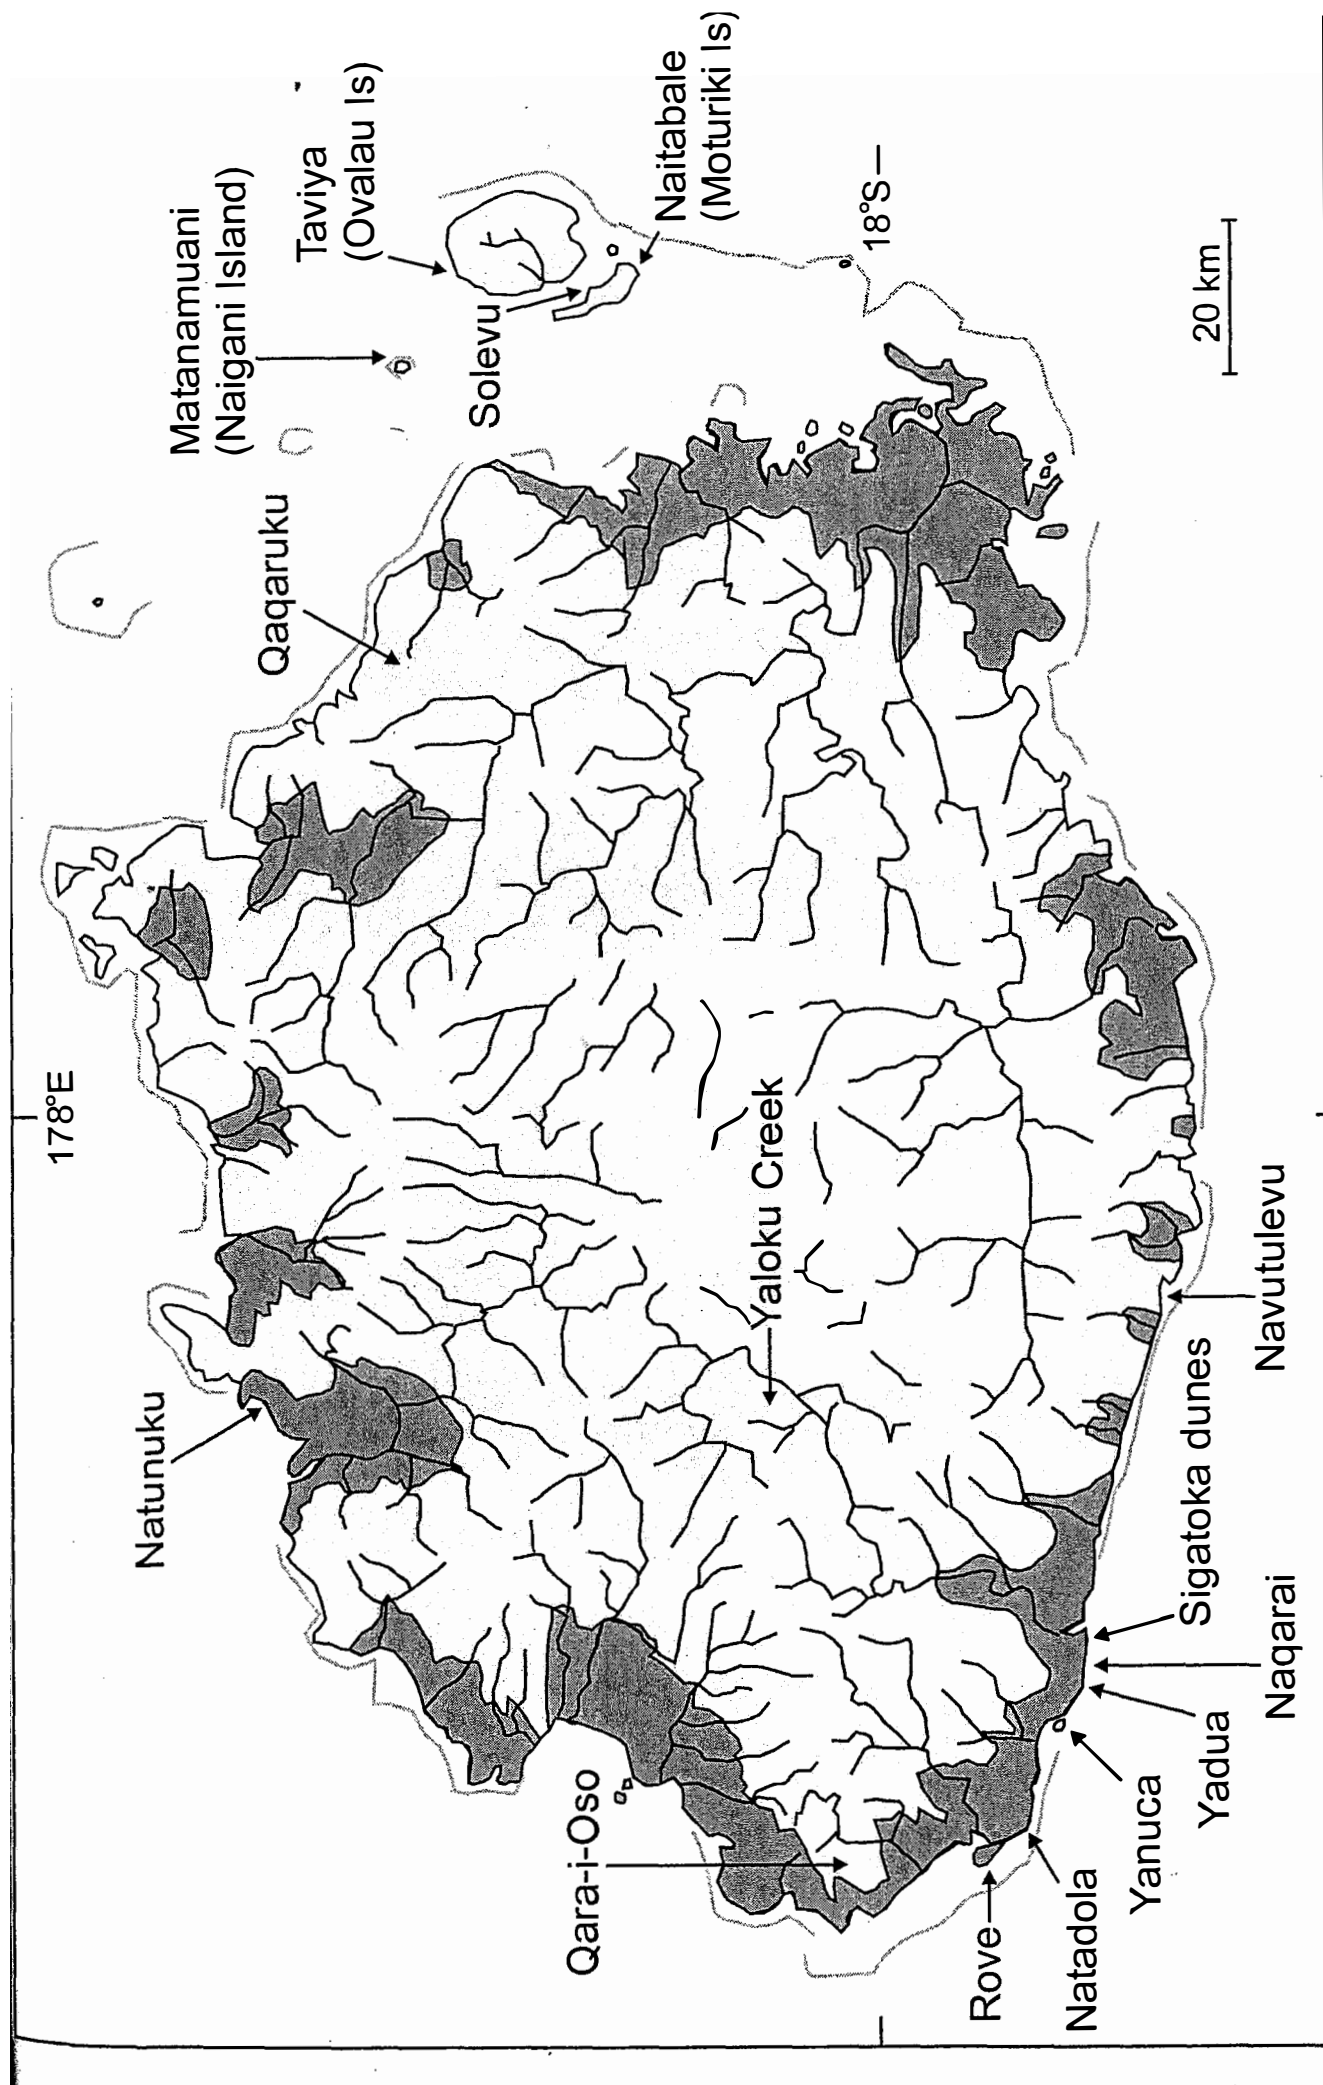 178°E
Matanamuani
(Naigani Island)
Taviya
(Ovalau Is)
Naitabale
(Moturiki Is)
Solevu
Qaqaruku
Natunuku
18°S
20 km
Yaloku Creek
Qara-i-Oso
Rove
Natadola
Yanuca
Yadua
Naqarai
Sigatoka dunes
Navutulevu